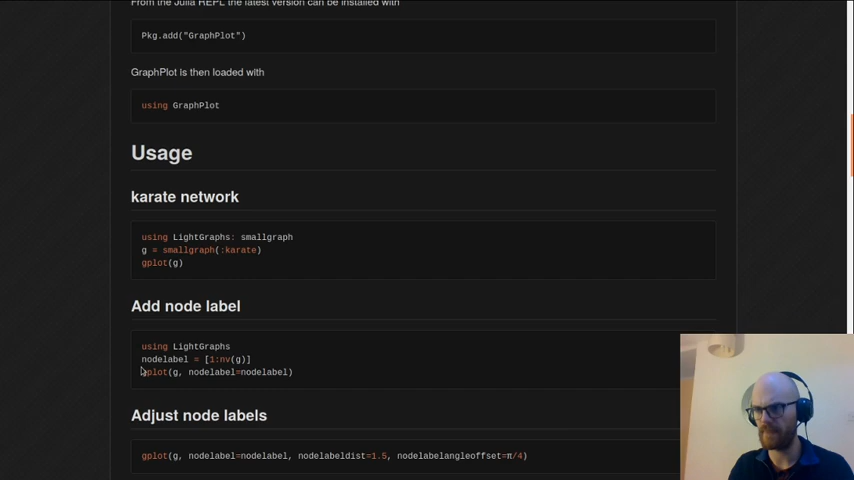 From the Julia REPL the latest version can be installed with
Pkg.add("GraphPlot")
GraphPlot is then loaded with
using GraphPlot
Usage
karate network
using LightGraphs: smallgraph
g = smallgraph(:karate)
gplot(g)
Add node label
using LightGraphs
nodelabel = [1:nv(g)]
gplot(g, nodelabel=nodelabel)
Adjust node labels
gplot(g, nodelabel=nodelabel, nodelabeldist=1.5, nodelabelangleoffset=π/4)